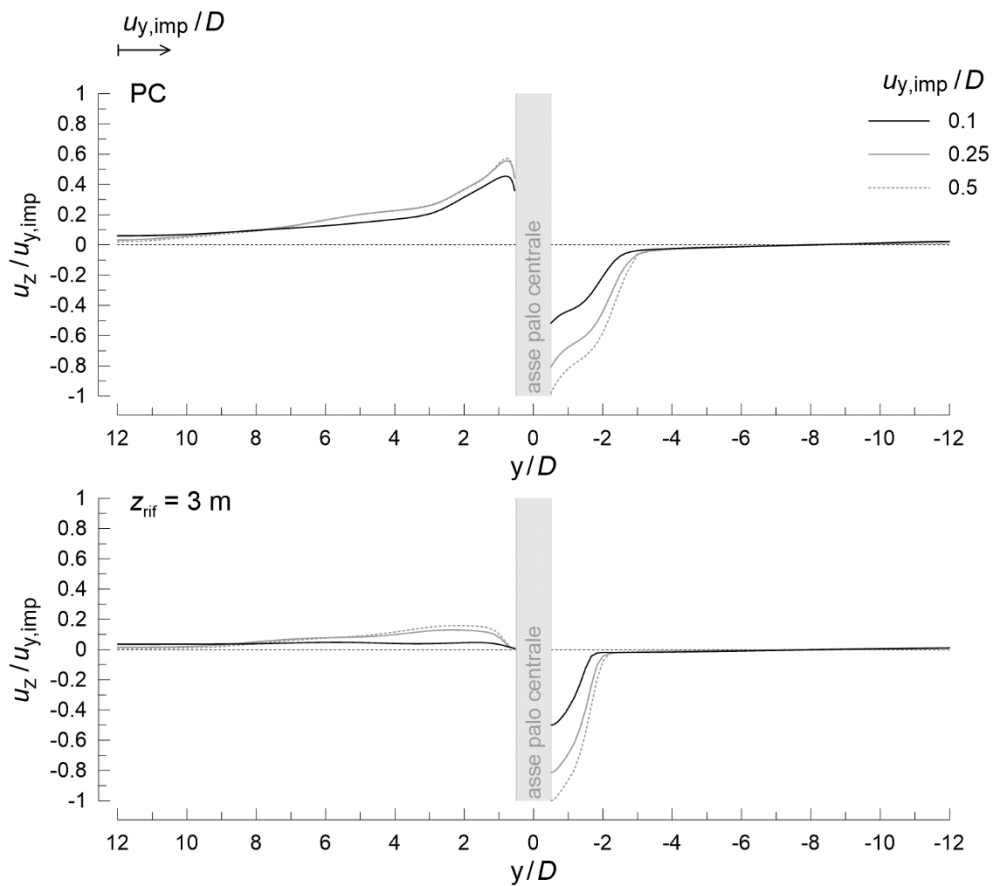 u_y,imp / D
PC
u_y,imp / D
0.1
0.25
0.5
1
0.8
0.6
0.4
0.2
0
-0.2
-0.4
-0.6
-0.8
-1
u_z / u_y,imp
asse palo centrale
12 10 8 6 4 2 0 -2 -4 -6 -8 -10 -12
y / D
z_rif = 3 m
1
0.8
0.6
0.4
0.2
0
-0.2
-0.4
-0.6
-0.8
-1
u_z / u_y,imp
asse palo centrale
12 10 8 6 4 2 0 -2 -4 -6 -8 -10 -12
y / D